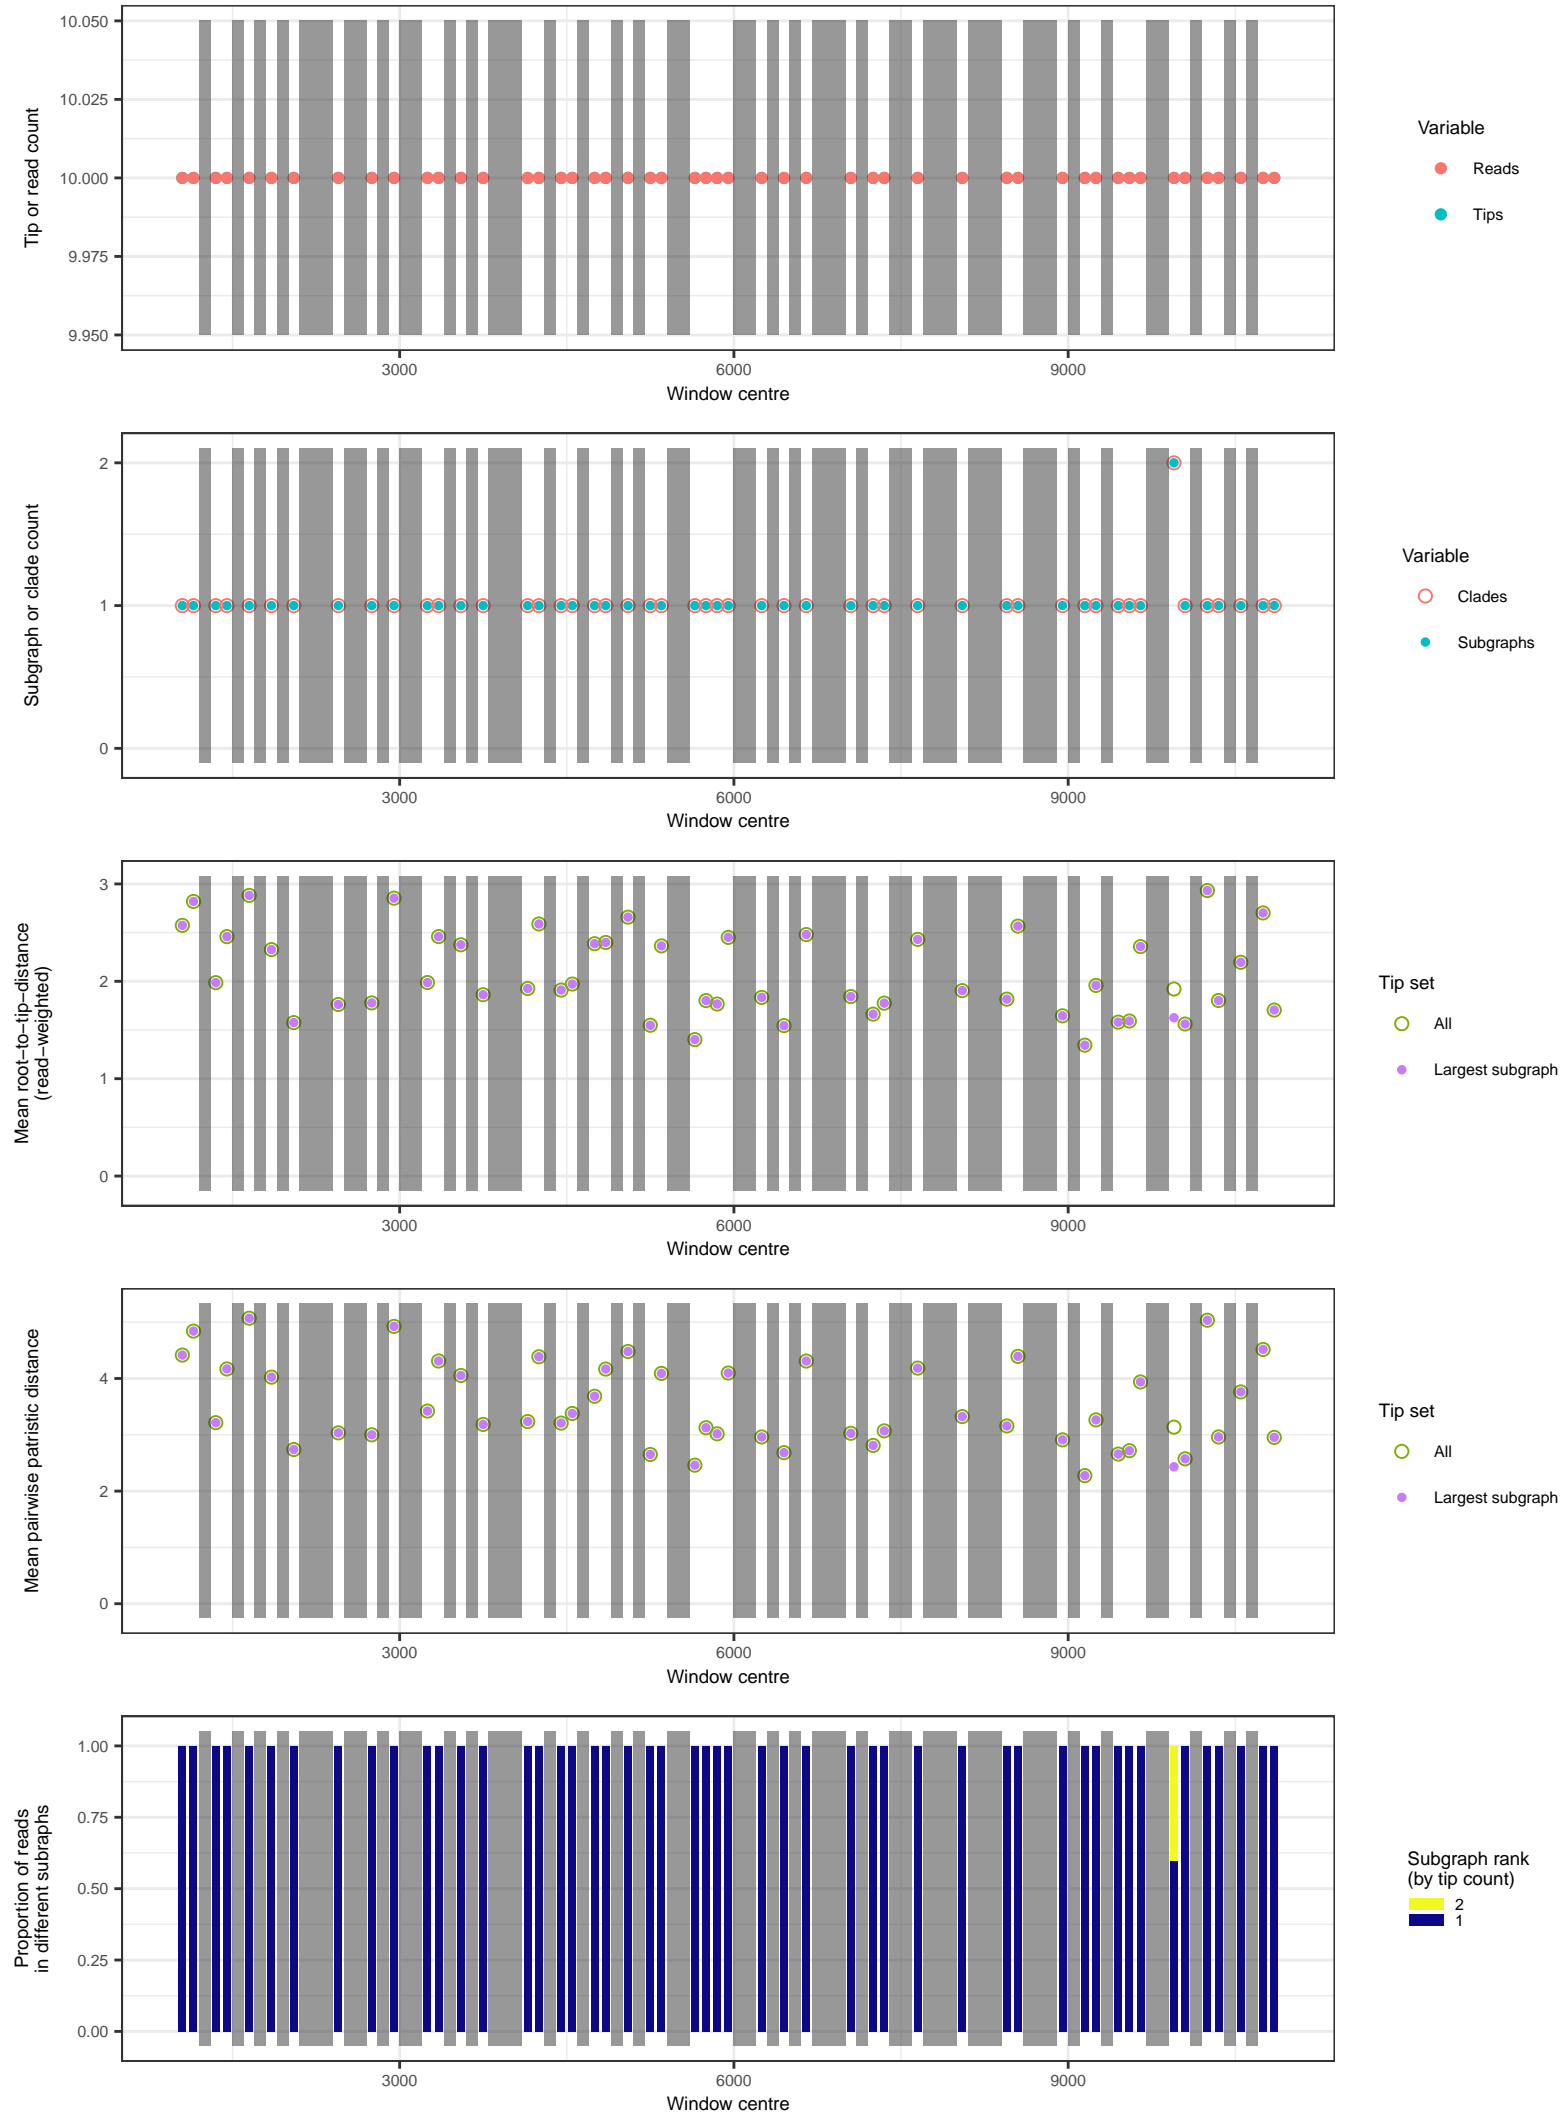 10.050
10.025
10.000
9.975
9.950
Tip or read count
3000
6000
9000
Window centre
Variable
Reads
Tips
2
1
0
Subgraph or clade count
3000
6000
9000
Window centre
Variable
Clades
Subgraphs
3
2
1
0
Mean root−to−tip−distance
(read−weighted)
3000
6000
9000
Window centre
Tip set
All
Largest subgraph
4
2
0
Mean pairwise patristic distance
3000
6000
9000
Window centre
Tip set
All
Largest subgraph
1.00
0.75
0.50
0.25
0.00
Proportion of reads
in different subraphs
3000
6000
9000
Window centre
Subgraph rank
(by tip count)
2
1